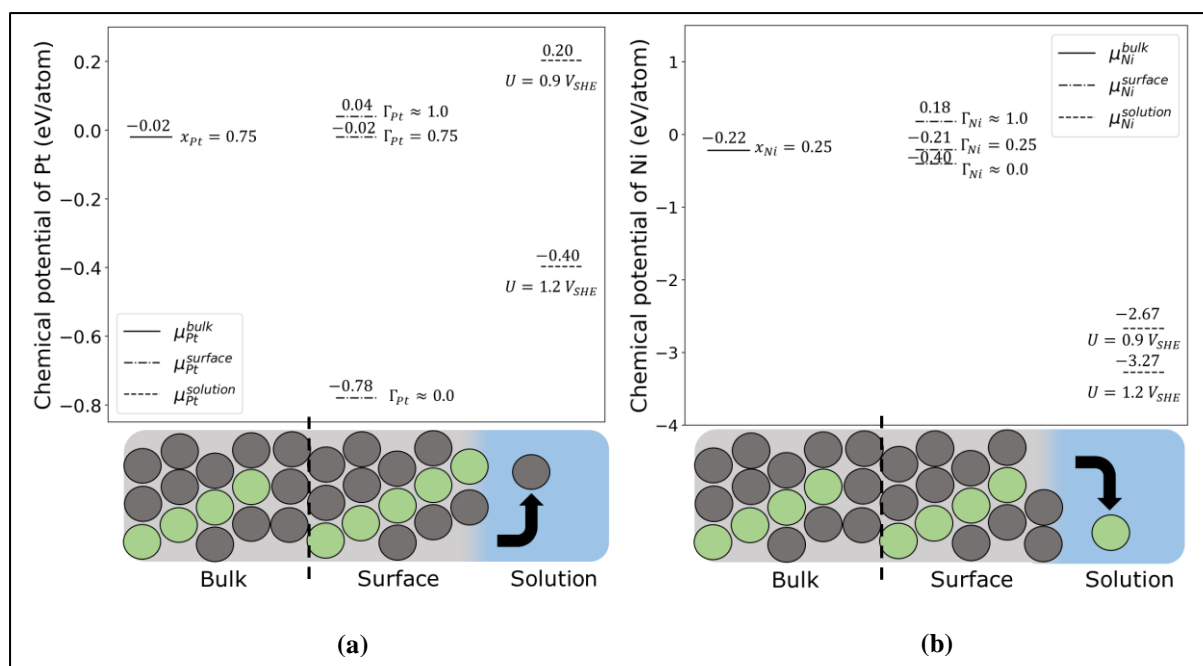 Chemical potential of Pt (eV/atom)
0.2
0.0
−0.2
−0.4
−0.6
−0.8
−0.02
x_Pt = 0.75
0.04
Γ_Pt ≈ 1.0
−0.02
Γ_Pt = 0.75
0.20
U = 0.9 V_SHE
−0.40
U = 1.2 V_SHE
−0.78
Γ_Pt ≈ 0.0
μ_Pt^bulk
μ_Pt^surface
μ_Pt^solution
Bulk
Surface
Solution
(a)
Chemical potential of Ni (eV/atom)
1
0
−1
−2
−3
−4
μ_Ni^bulk
μ_Ni^surface
μ_Ni^solution
−0.22
x_Ni = 0.25
0.18
Γ_Ni ≈ 1.0
−0.21
Γ_Ni = 0.25
−0.40
Γ_Ni ≈ 0.0
−2.67
U = 0.9 V_SHE
−3.27
U = 1.2 V_SHE
Bulk
Surface
Solution
(b)